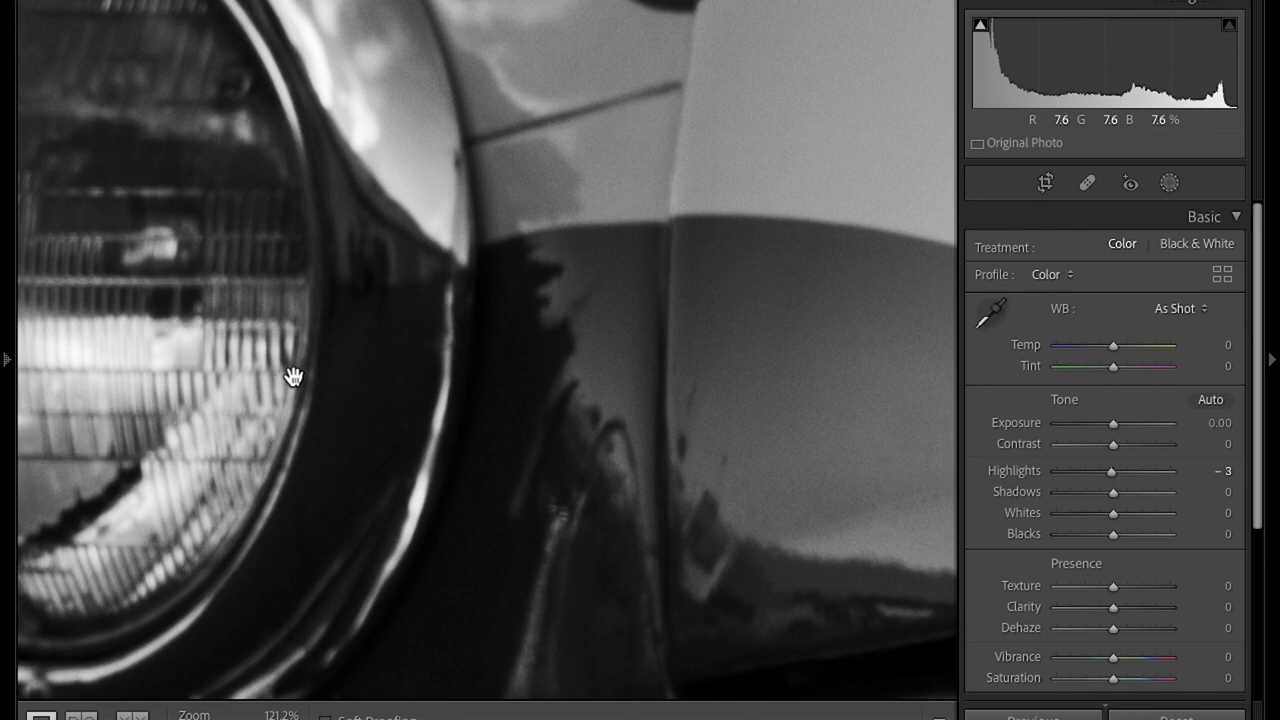 R 7.6 G 7.6 B 7.6 %
Original Photo
Basic
Treatment : Color Black & White
Profile : Color
WB : As Shot
Temp 0
Tint 0
Tone Auto
Exposure 0.00
Contrast 0
Highlights – 3
Shadows 0
Whites 0
Blacks 0
Presence
Texture 0
Clarity 0
Dehaze 0
Vibrance 0
Saturation 0
Zoom 121.2% Soft Proofing